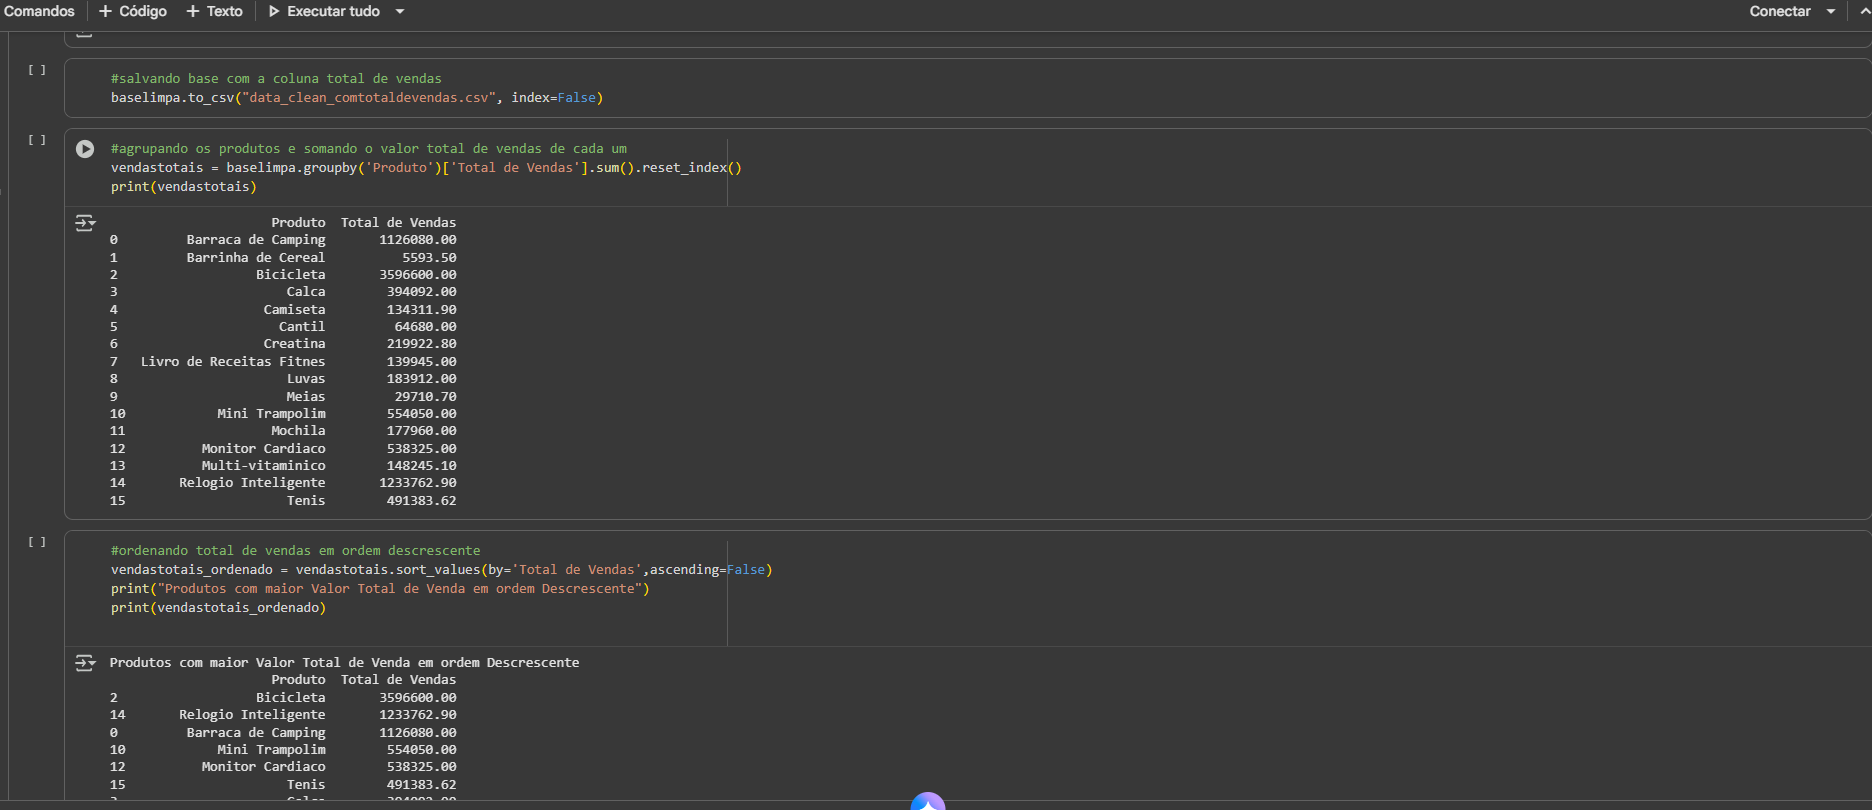 Comandos + Código + Texto Executar tudo Conectar
[ ]
#salvando base com a coluna total de vendas
baselimpa.to_csv("data_clean_comtotaldevendas.csv", index=False)
[ ]
#agrupando os produtos e somando o valor total de vendas de cada um
vendastotais = baselimpa.groupby('Produto')['Total de Vendas'].sum().reset_index()
print(vendastotais)
Produto Total de Vendas
0 Barraca de Camping 1126080.00
1 Barrinha de Cereal 5593.50
2 Bicicleta 3596600.00
3 Calca 394092.00
4 Camiseta 134311.90
5 Cantil 64680.00
6 Creatina 219922.80
7 Livro de Receitas Fitnes 139945.00
8 Luvas 183912.00
9 Meias 29710.70
10 Mini Trampolim 554050.00
11 Mochila 177960.00
12 Monitor Cardiaco 538325.00
13 Multi-vitaminico 148245.10
14 Relogio Inteligente 1233762.90
15 Tenis 491383.62
[ ]
#ordenando total de vendas em ordem descrescente
vendastotais_ordenado = vendastotais.sort_values(by='Total de Vendas',ascending=False)
print("Produtos com maior Valor Total de Venda em ordem Descrescente")
print(vendastotais_ordenado)
Produtos com maior Valor Total de Venda em ordem Descrescente
Produto Total de Vendas
2 Bicicleta 3596600.00
14 Relogio Inteligente 1233762.90
0 Barraca de Camping 1126080.00
10 Mini Trampolim 554050.00
12 Monitor Cardiaco 538325.00
15 Tenis 491383.62